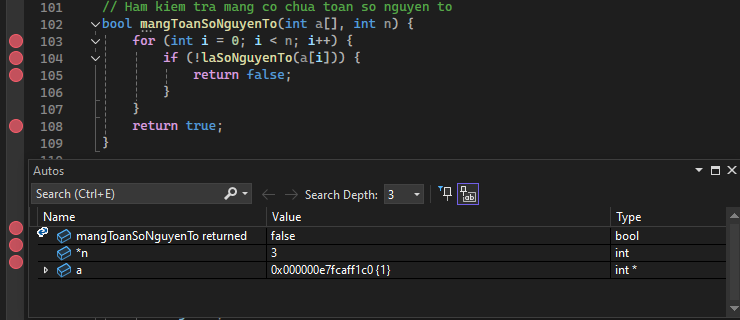 101 // Ham kiem tra mang co chua toan so nguyen to
102 bool mangToanSoNguyenTo(int a[], int n) {
103 for (int i = 0; i < n; i++) {
104 if (!laSoNguyenTo(a[i])) {
105 return false;
106 }
107 }
108 return true;
109 }
Autos
Search (Ctrl+E) Search Depth: 3
Name Value Type
mangToanSoNguyenTo returned false bool
*n 3 int
a 0x000000e7fcaff1c0 {1} int *